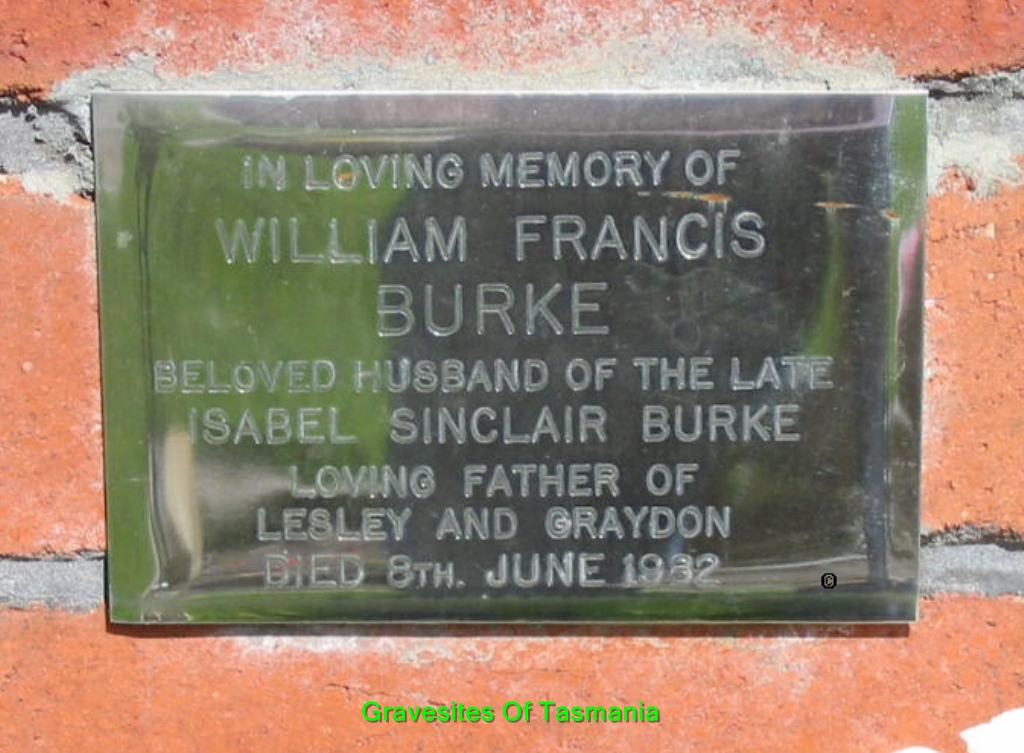 IN LOVING MEMORY OF
WILLIAM FRANCIS
BURKE
BELOVED HUSBAND OF THE LATE
ISABEL SINCLAIR BURKE
LOVING FATHER OF
LESLEY AND GRAYDON
DIED 8TH. JUNE 1982
©
Gravesites Of Tasmania